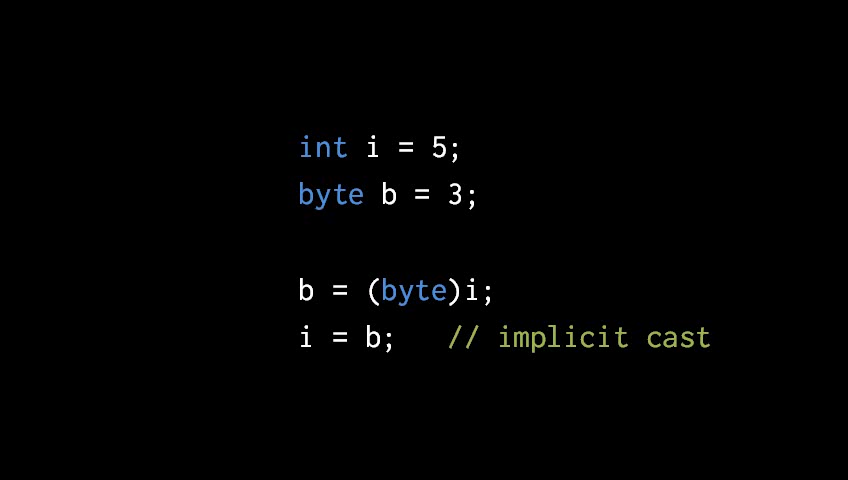 int i = 5;
byte b = 3;
b = (byte)i;
i = b;   // implicit cast